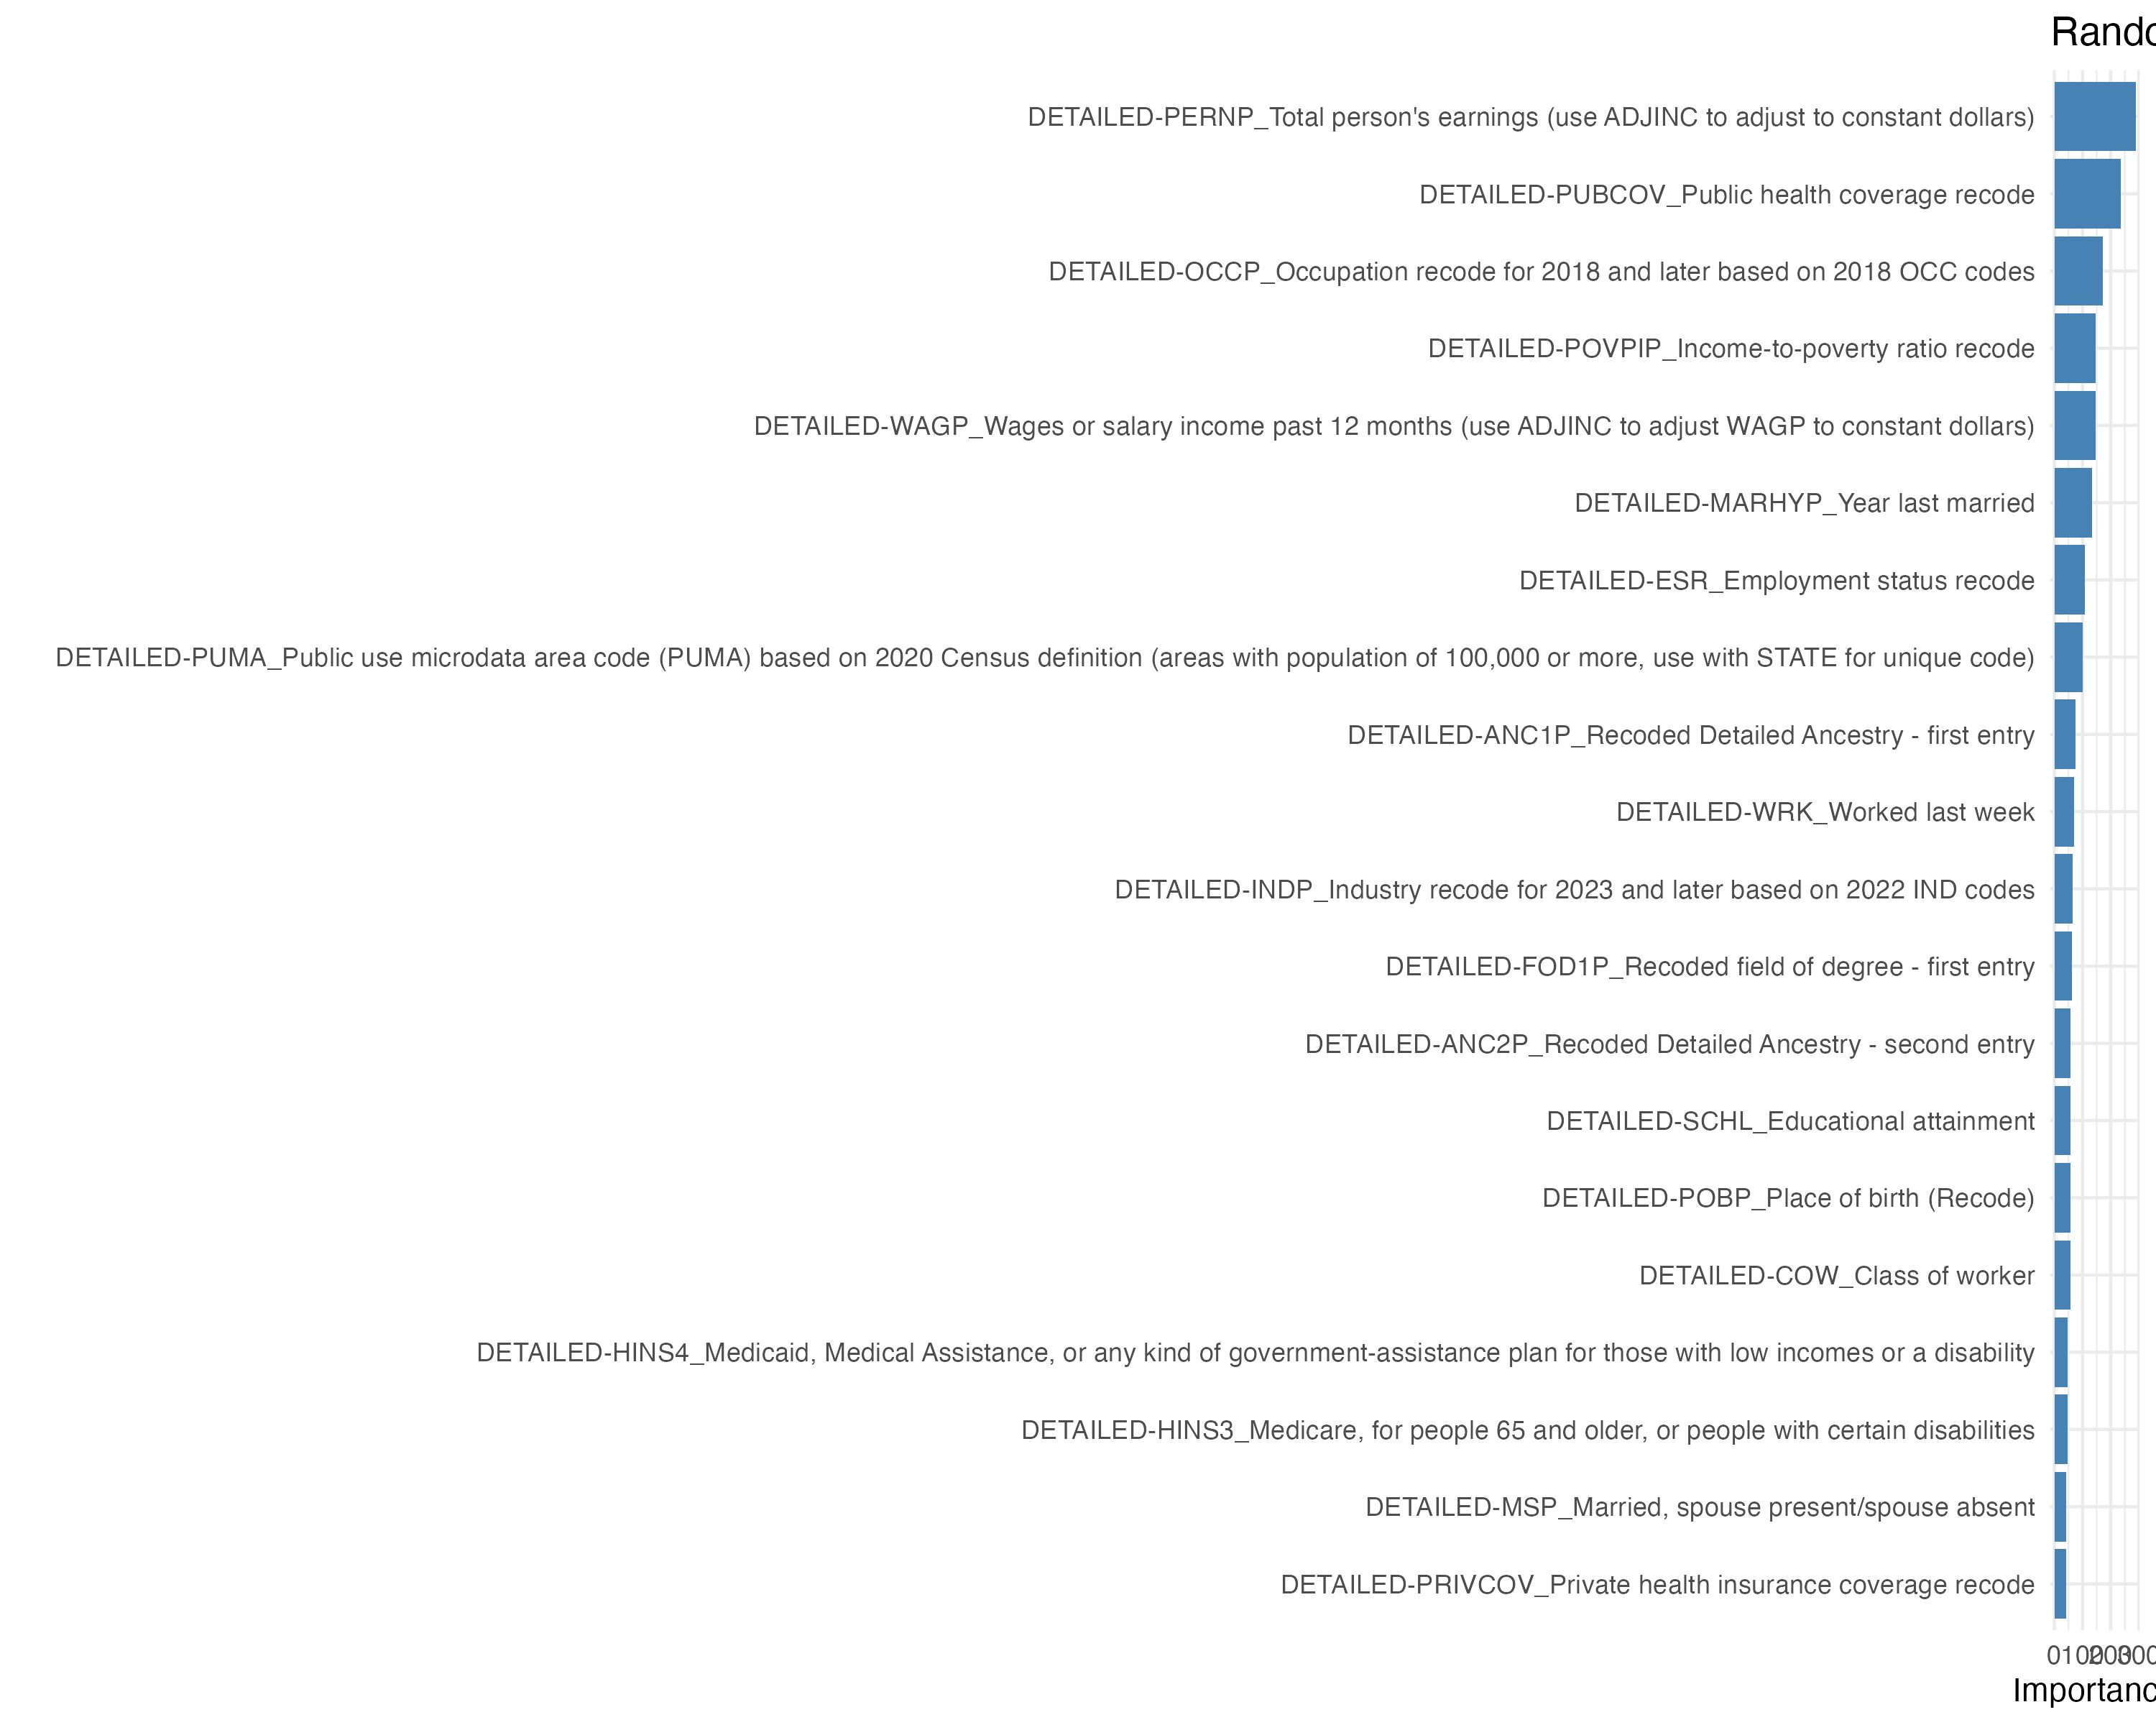 Rando
DETAILED-PERNP_Total person's earnings (use ADJINC to adjust to constant dollars)
DETAILED-PUBCOV_Public health coverage recode
DETAILED-OCCP_Occupation recode for 2018 and later based on 2018 OCC codes
DETAILED-POVPIP_Income-to-poverty ratio recode
DETAILED-WAGP_Wages or salary income past 12 months (use ADJINC to adjust WAGP to constant dollars)
DETAILED-MARHYP_Year last married
DETAILED-ESR_Employment status recode
DETAILED-PUMA_Public use microdata area code (PUMA) based on 2020 Census definition (areas with population of 100,000 or more, use with STATE for unique code)
DETAILED-ANC1P_Recoded Detailed Ancestry - first entry
DETAILED-WRK_Worked last week
DETAILED-INDP_Industry recode for 2023 and later based on 2022 IND codes
DETAILED-FOD1P_Recoded field of degree - first entry
DETAILED-ANC2P_Recoded Detailed Ancestry - second entry
DETAILED-SCHL_Educational attainment
DETAILED-POBP_Place of birth (Recode)
DETAILED-COW_Class of worker
DETAILED-HINS4_Medicaid, Medical Assistance, or any kind of government-assistance plan for those with low incomes or a disability
DETAILED-HINS3_Medicare, for people 65 and older, or people with certain disabilities
DETAILED-MSP_Married, spouse present/spouse absent
DETAILED-PRIVCOV_Private health insurance coverage recode
0 100 200 300
Importanc